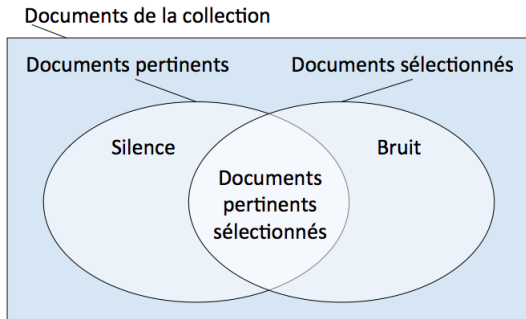 Documents de la collection
Documents pertinents
Documents sélectionnés
Silence
Bruit
Documents
pertinents
sélectionnés